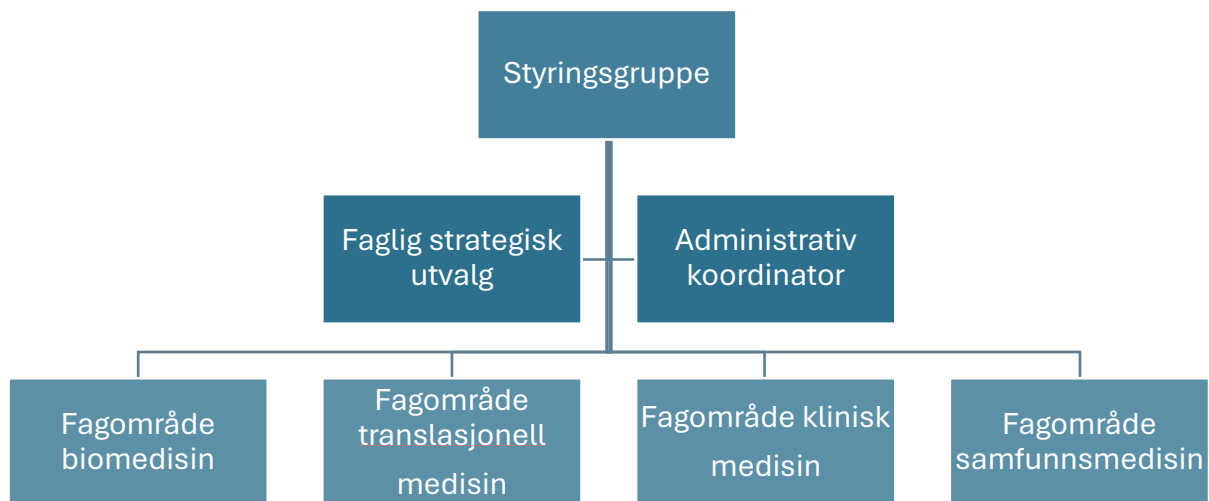 Styringsgruppe
Faglig strategisk
utvalg
Administrativ
koordinator
Fagområde
biomedisin
Fagområde
translasjonell
medisin
Fagområde klinisk
medisin
Fagområde
samfunnsmedisin